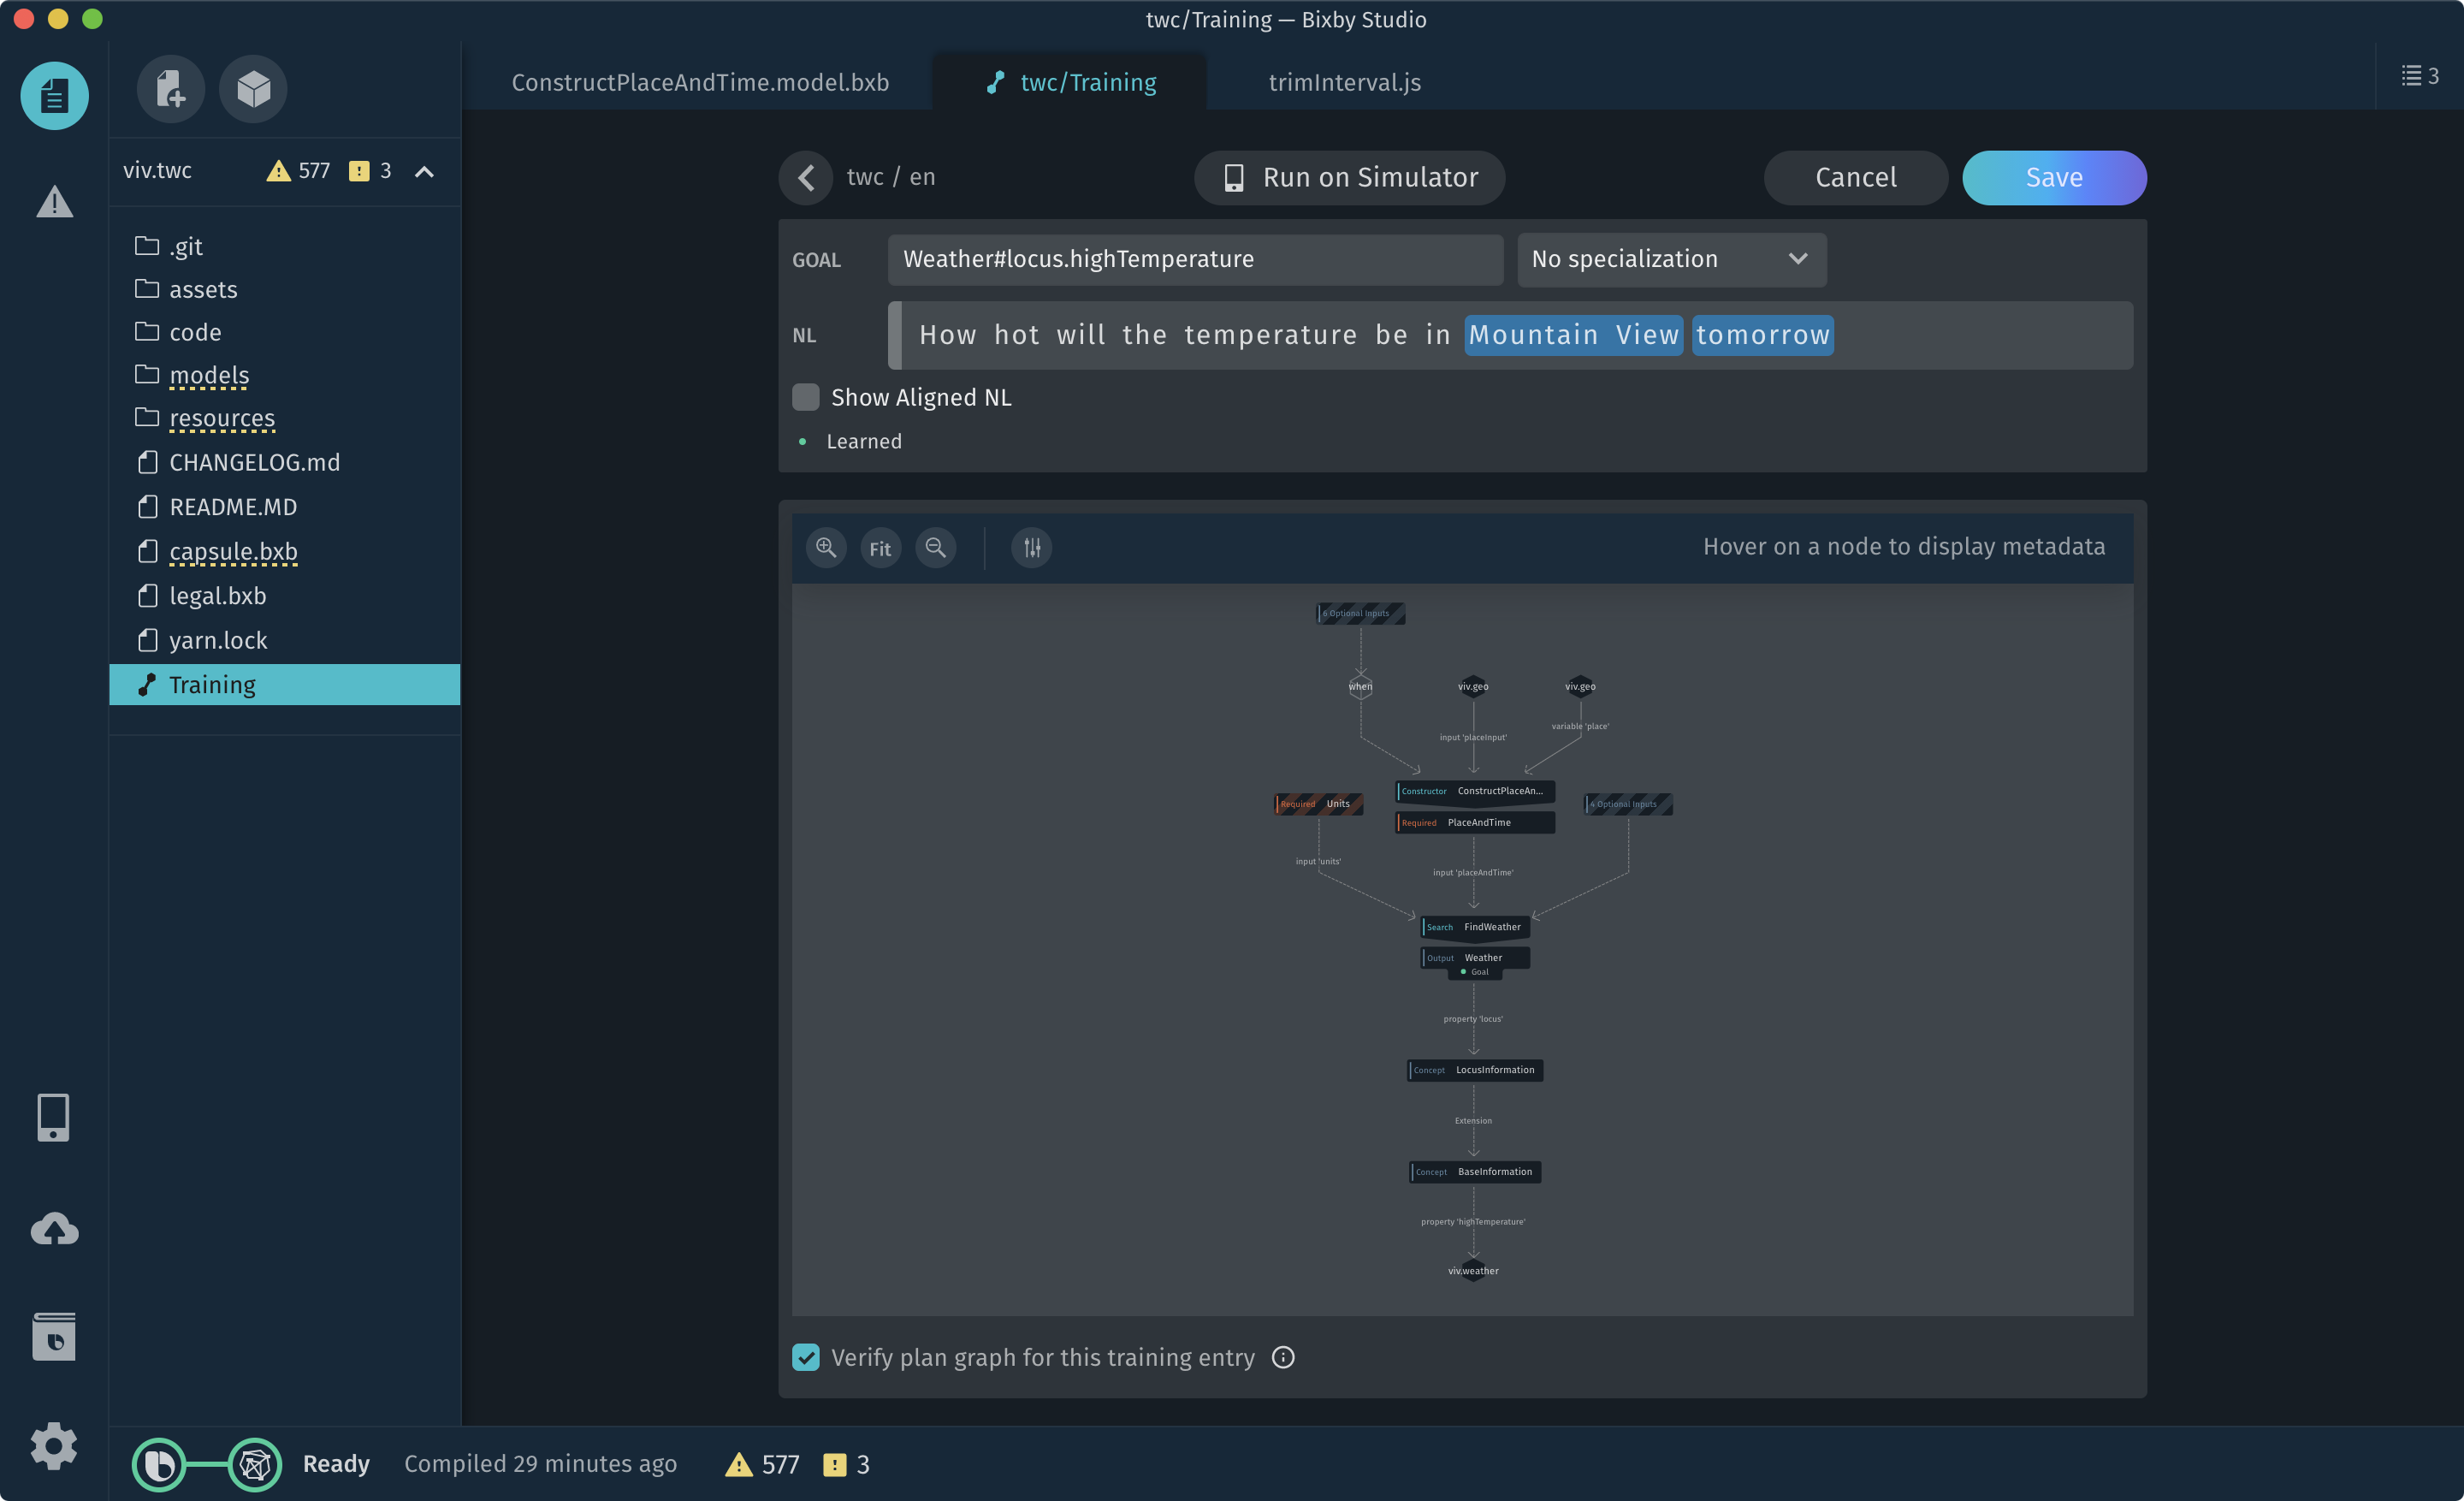 twc/Training — Bixby Studio
ConstructPlaceAndTime.model.bxb
twc/Training
trimInterval.js
3
viv.twc
577
3
.git
assets
code
models
resources
CHANGELOG.md
README.MD
capsule.bxb
legal.bxb
yarn.lock
Training
twc / en
Run on Simulator
Cancel
Save
GOAL
Weather#locus.highTemperature
No specialization
NL
How hot will the temperature be in Mountain View tomorrow
Show Aligned NL
Learned
Fit
Hover on a node to display metadata
6 Optional Inputs
when
viv.geo
viv.geo
variable 'place'
input 'placeInput'
Constructor ConstructPlaceAn...
Required Units
4 Optional Inputs
Required PlaceAndTime
input 'units'
input 'placeAndTime'
Search FindWeather
Output Weather
Goal
property 'locus'
Concept LocusInformation
Extension
Concept BaseInformation
property 'highTemperature'
viv.weather
Verify plan graph for this training entry
Ready
Compiled 29 minutes ago
577
3